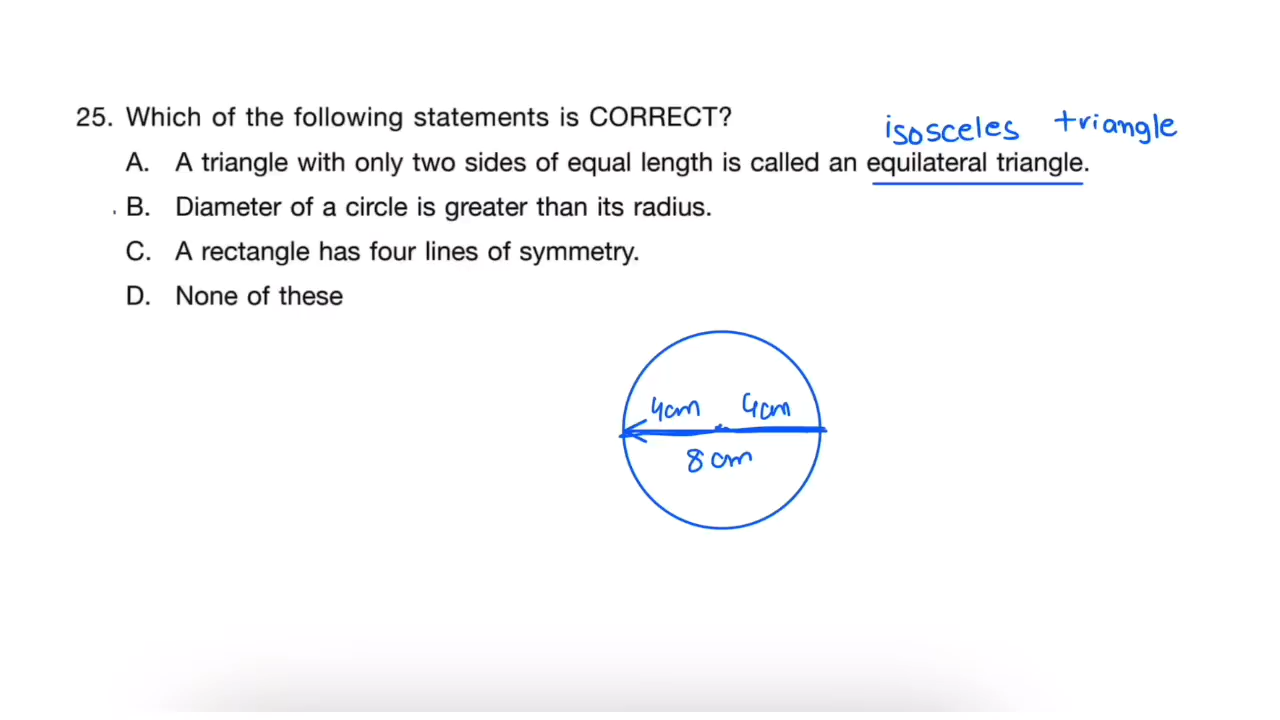 25. Which of the following statements is CORRECT?
isosceles triangle
A. A triangle with only two sides of equal length is called an equilateral triangle.
B. Diameter of a circle is greater than its radius.
C. A rectangle has four lines of symmetry.
D. None of these
4cm 4cm
8 cm